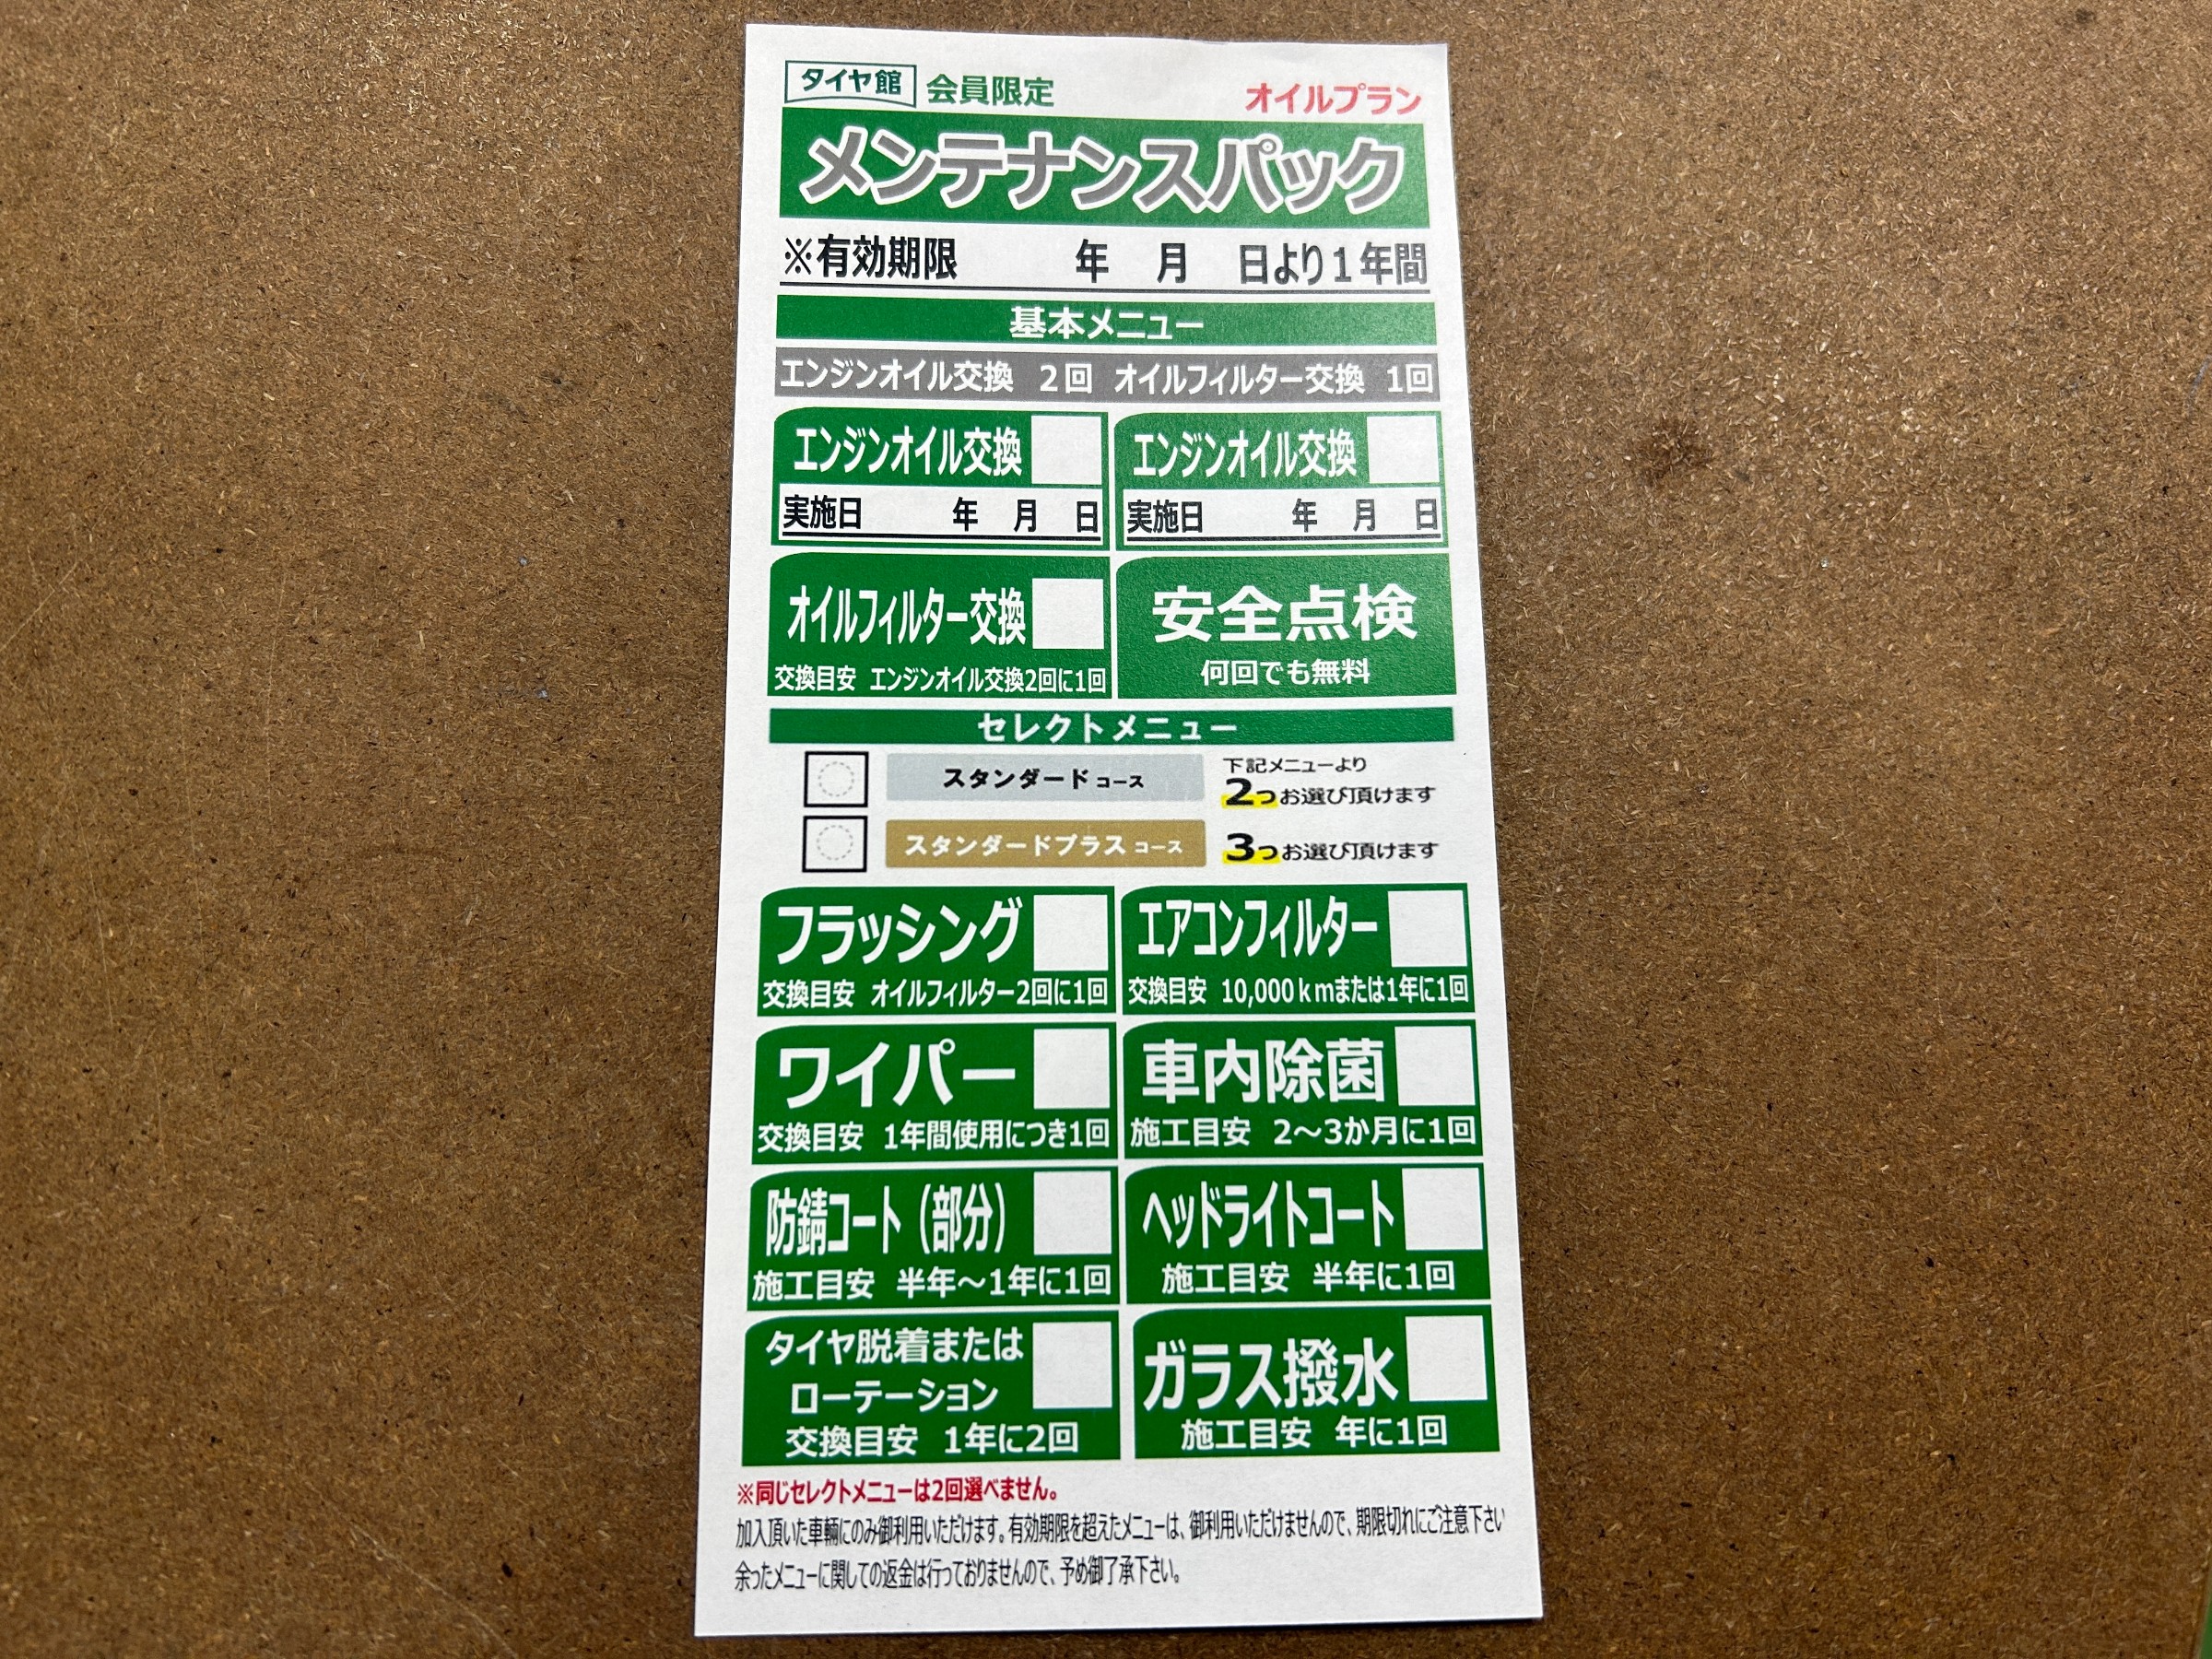 タイヤ館 会員限定 オイルプラン
メンテナンスパック
※有効期限 年 月 日より1年間
基本メニュー
エンジンオイル交換 2回 オイルフィルター交換 1回
エンジンオイル交換
実施日 年 月 日
エンジンオイル交換
実施日 年 月 日
オイルフィルター交換
交換目安 エンジンオイル交換2回に1回
安全点検
何回でも無料
セレクトメニュー
スタンダードコース
下記メニューより
2つお選び頂けます
スタンダードプラスコース
3つお選び頂けます
フラッシング
交換目安 オイルフィルター2回に1回
エアコンフィルター
交換目安 10,000kmまたは1年に1回
ワイパー
交換目安 1年間使用につき1回
車内除菌
施工目安 2～3か月に1回
防錆コート(部分)
施工目安 半年～1年に1回
ヘッドライトコート
施工目安 半年に1回
タイヤ脱着または
ローテーション
交換目安 1年に2回
ガラス撥水
施工目安 年に1回
※同じセレクトメニューは2回選べません。
加入頂いた車輛にのみ御利用いただけます。有効期限を超えたメニューは、御利用いただけませんので、期限切れにご注意下さい
余ったメニューに関しての返金は行っておりませんので、予め御了承下さい。